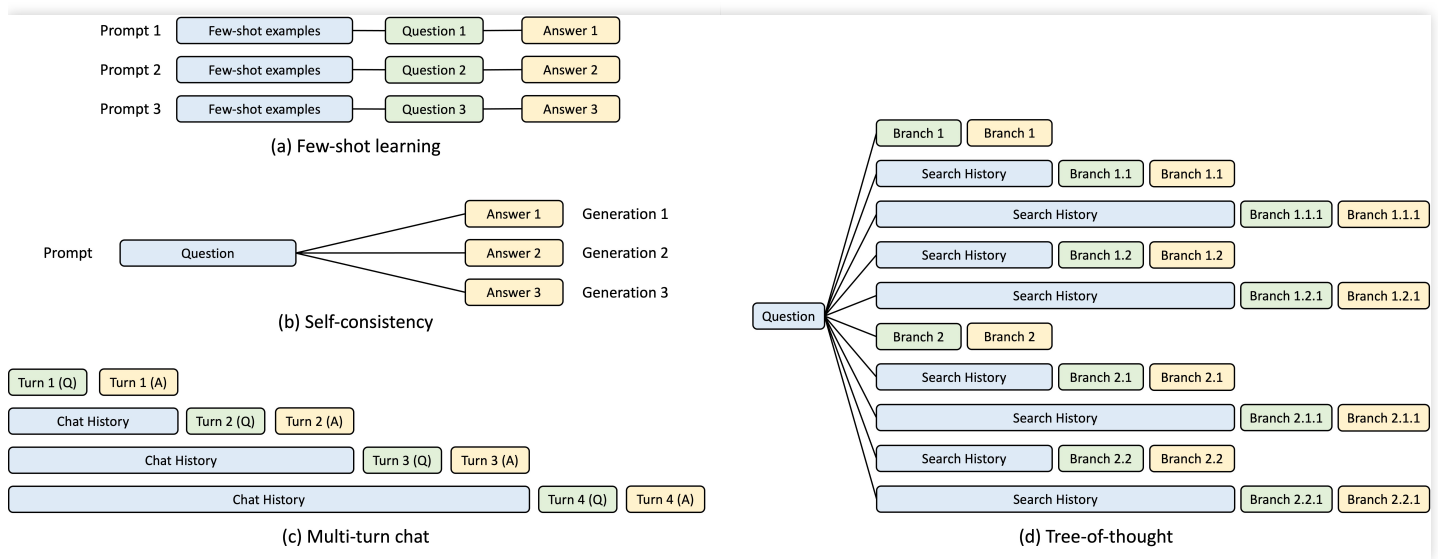 Prompt 1 Few-shot examples Question 1 Answer 1
Prompt 2 Few-shot examples Question 2 Answer 2
Prompt 3 Few-shot examples Question 3 Answer 3
(a) Few-shot learning
Prompt Question
Answer 1 Generation 1
Answer 2 Generation 2
Answer 3 Generation 3
(b) Self-consistency
Turn 1 (Q) Turn 1 (A)
Chat History Turn 2 (Q) Turn 2 (A)
Chat History Turn 3 (Q) Turn 3 (A)
Chat History Turn 4 (Q) Turn 4 (A)
(c) Multi-turn chat
Question
Branch 1 Branch 1
Search History Branch 1.1 Branch 1.1
Search History Branch 1.1.1 Branch 1.1.1
Search History Branch 1.2 Branch 1.2
Search History Branch 1.2.1 Branch 1.2.1
Branch 2 Branch 2
Search History Branch 2.1 Branch 2.1
Search History Branch 2.1.1 Branch 2.1.1
Search History Branch 2.2 Branch 2.2
Search History Branch 2.2.1 Branch 2.2.1
(d) Tree-of-thought